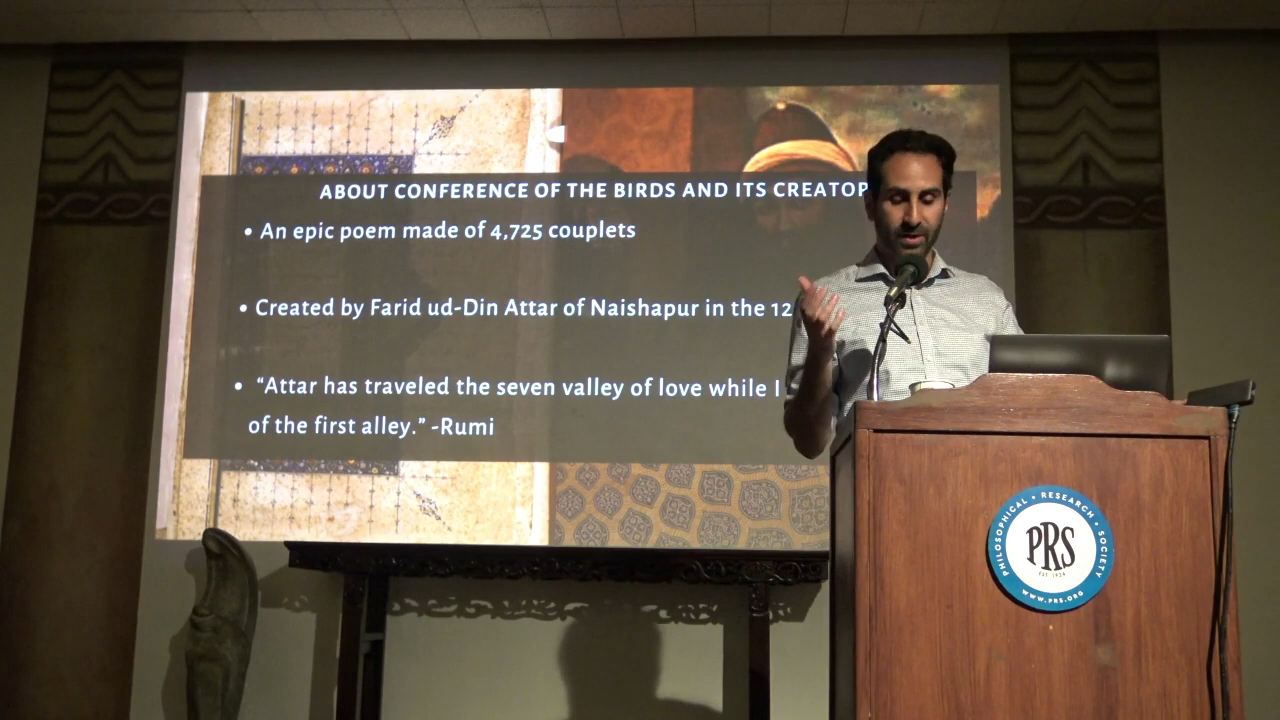 ABOUT CONFERENCE OF THE BIRDS AND ITS
• An epic poem made of 4,725 couplets
• Created by Farid ud-Din Attar of Naishapur in the 12
• “Attar has traveled the seven valley of love while I
of the first alley.” -Rumi
PHILOSOPHICAL • RESEARCH • SOCIETY
PRS
EST 1934
WWW.PRS.ORG